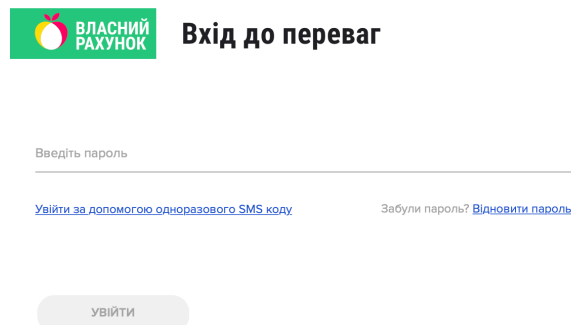 ВЛАСНИЙ
РАХУНОК
Вхід до переваг
Введіть пароль
Увійти за допомогою одноразового SMS коду
Забули пароль? Відновити пароль
УВІЙТИ